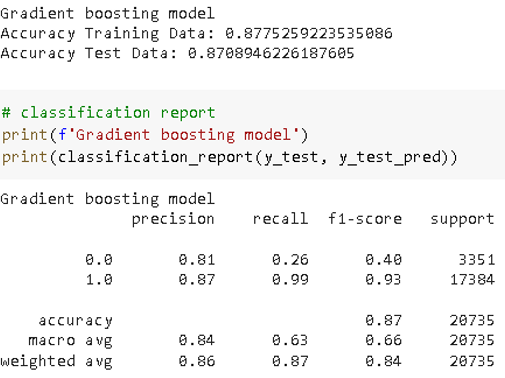 Gradient boosting model
Accuracy Training Data: 0.8775259223535086
Accuracy Test Data: 0.8708946226187605
# classification report
print(f'Gradient boosting model')
print(classification_report(y_test, y_test_pred))
Gradient boosting model
precision recall f1-score support
0.0 0.81 0.26 0.40 3351
1.0 0.87 0.99 0.93 17384
accuracy 0.87 20735
macro avg 0.84 0.63 0.66 20735
weighted avg 0.86 0.87 0.84 20735